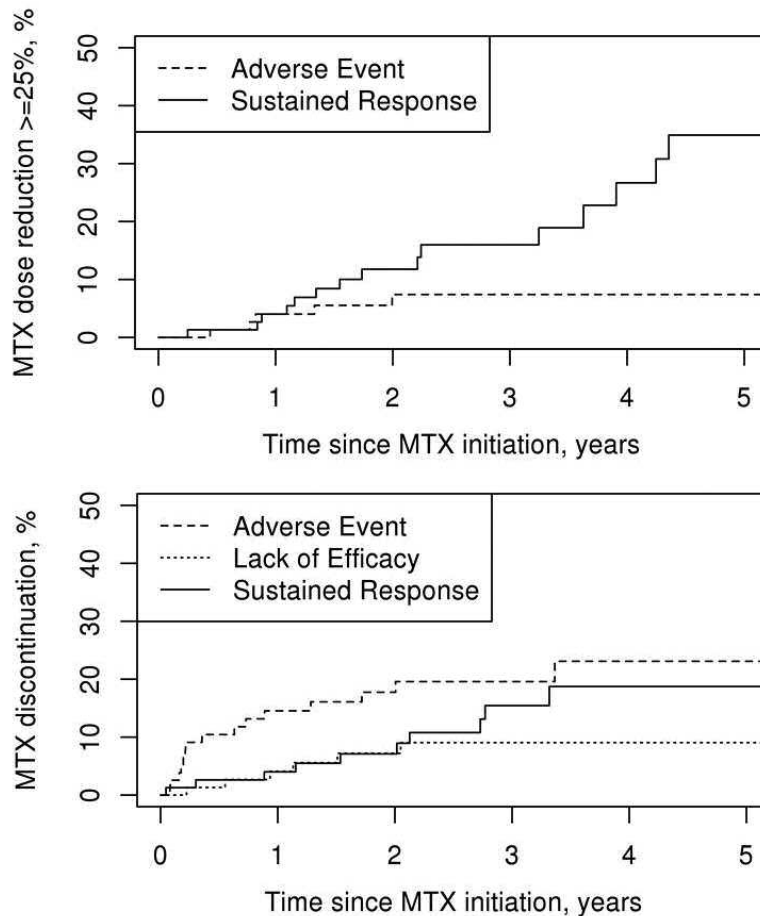 MTX dose reduction >=25%, %
50
40
30
20
10
0
Adverse Event
Sustained Response
0 1 2 3 4 5
Time since MTX initiation, years
MTX discontinuation, %
50
40
30
20
10
0
Adverse Event
Lack of Efficacy
Sustained Response
0 1 2 3 4 5
Time since MTX initiation, years